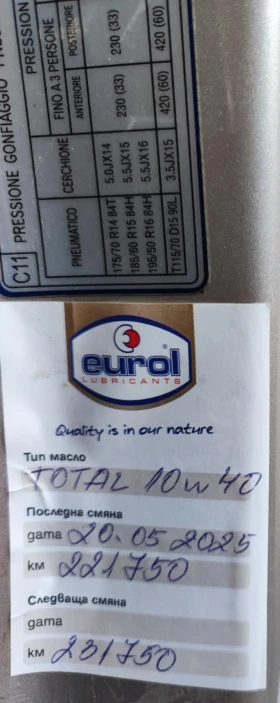 C11 PRESSIONE GONFIAGGIO
PNEUMATICO CERCHIONE FINO A 3 PERSONE
ANTERIORE POSTERIORE
PRESSION
175/70 R14 84T 5.0JX14 230 (33) 230 (33)
185/60 R15 84H 5.5JX15
195/50 R16 84H 5.5JX16
T115/70 D15 90L 3.5JX15 420 (60) 420 (60)
eurol
LUBRICANTS
Quality is in our nature
Тип масло
TOTAL 10w40
Последна смяна
дата 20.05.2025
км 221750
Следваща смяна
дата
км 231750